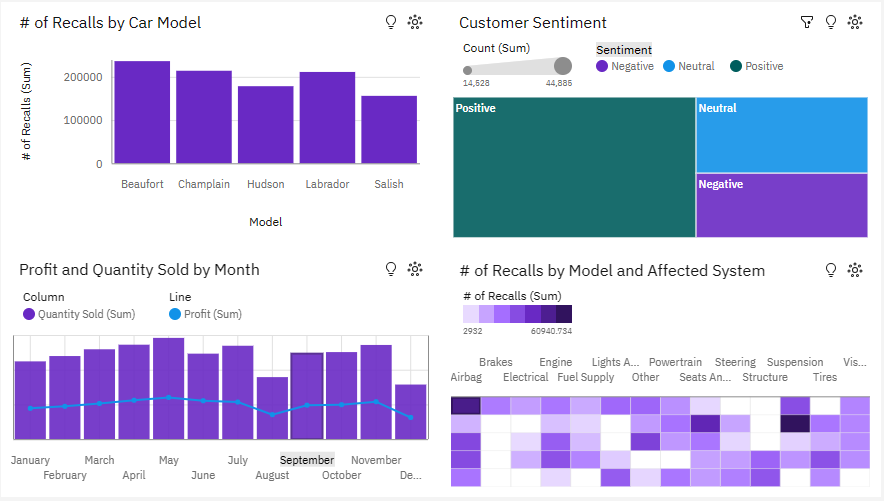 # of Recalls by Car Model
# of Recalls (Sum)
200000
100000
0
Beaufort Champlain Hudson Labrador Salish
Model
Customer Sentiment
Count (Sum)
14,528 44,885
Sentiment
Negative Neutral Positive
Positive
Neutral
Negative
Profit and Quantity Sold by Month
Column
Quantity Sold (Sum)
Line
Profit (Sum)
January March May July September November
February April June August October De...
# of Recalls by Model and Affected System
# of Recalls (Sum)
2932 60940.734
Brakes Engine Lights A... Powertrain Steering Suspension Vis...
Airbag Electrical Fuel Supply Other Seats An... Structure Tires